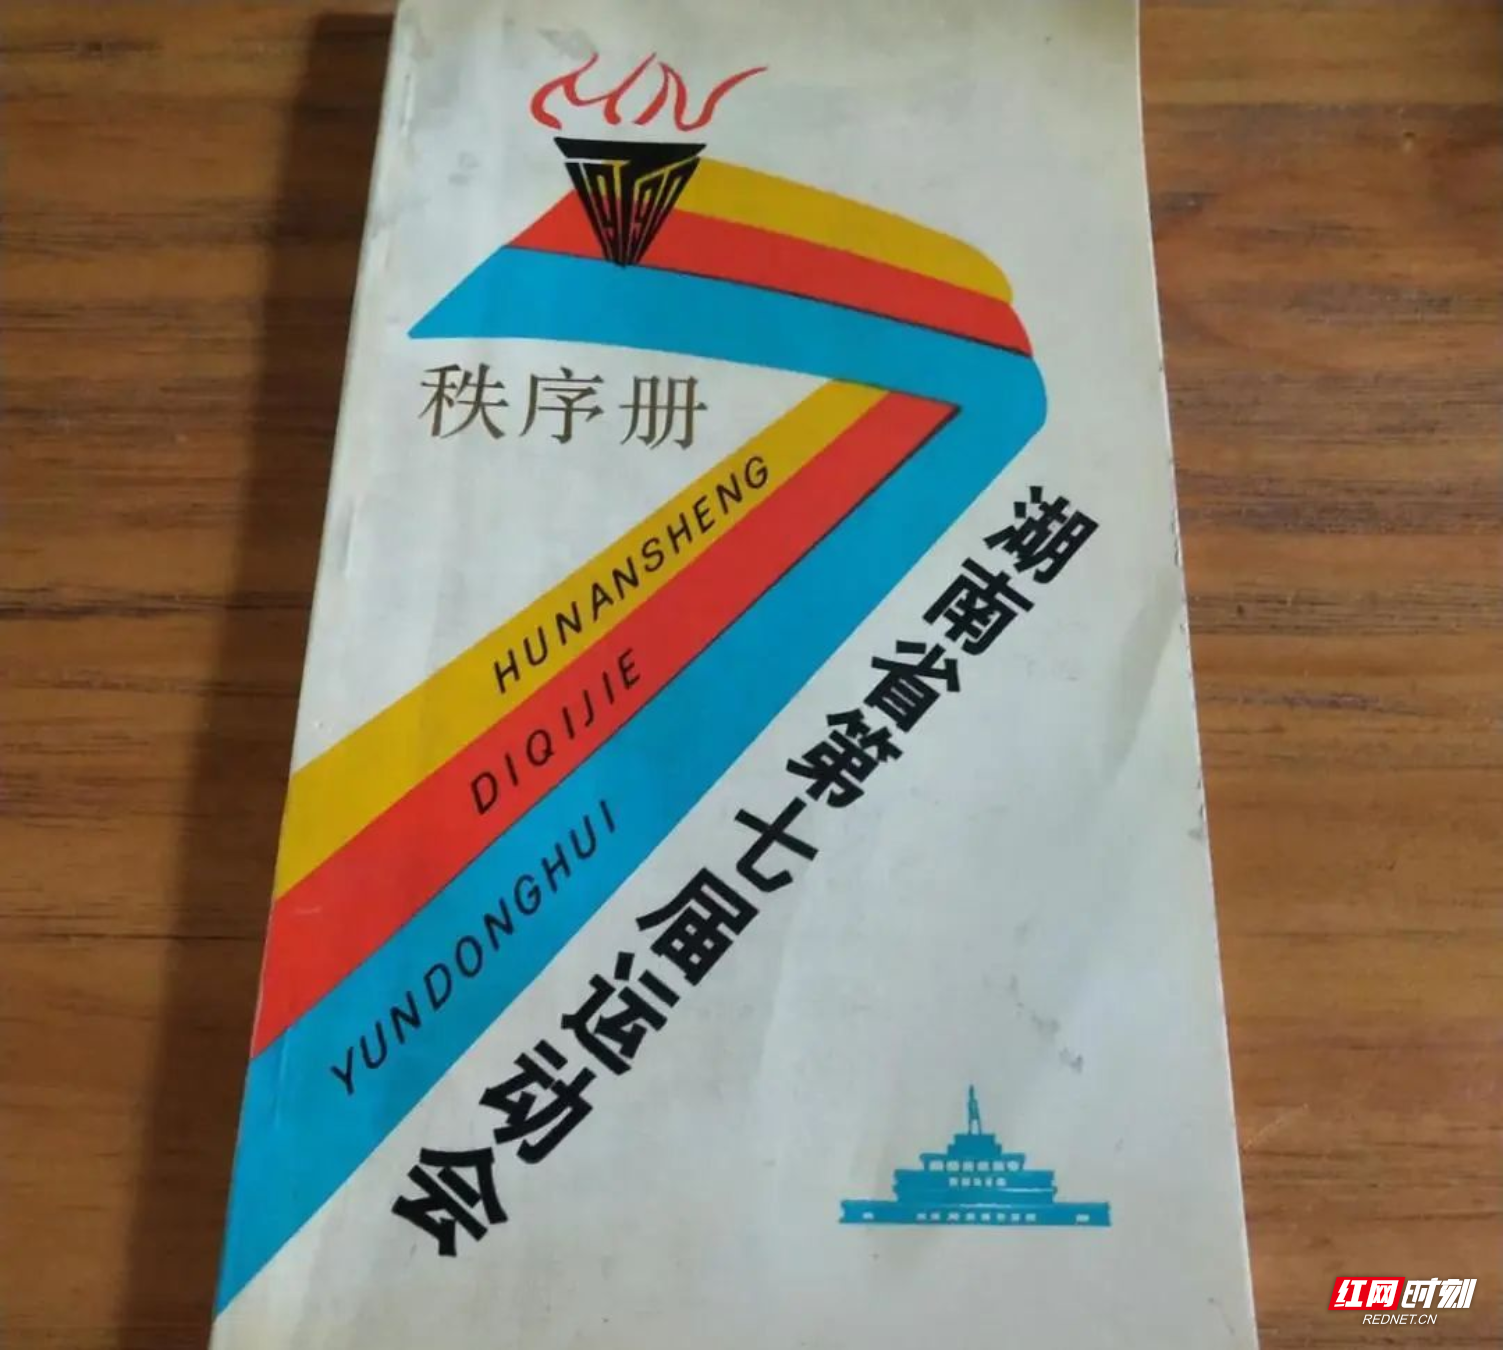 HN
1990
秩序册
HUNANSHENG
DIQIJIE
YUNDONGHUI
湖南省第七届运动会
红网时刻
REDNET.CN